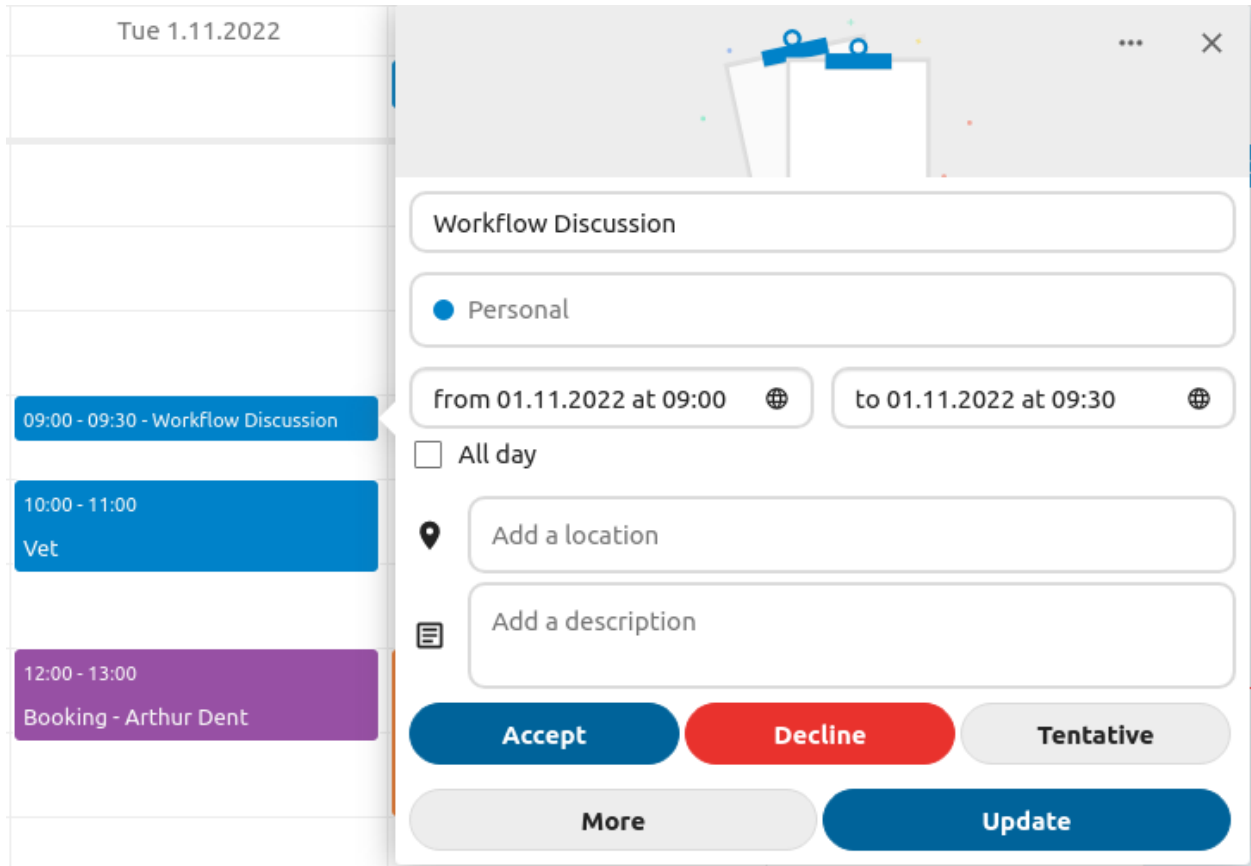 Tue 1.11.2022
09:00 - 09:30 - Workflow Discussion
10:00 - 11:00
Vet
12:00 - 13:00
Booking - Arthur Dent
Workflow Discussion
Personal
from 01.11.2022 at 09:00
to 01.11.2022 at 09:30
All day
Add a location
Add a description
Accept
Decline
Tentative
More
Update